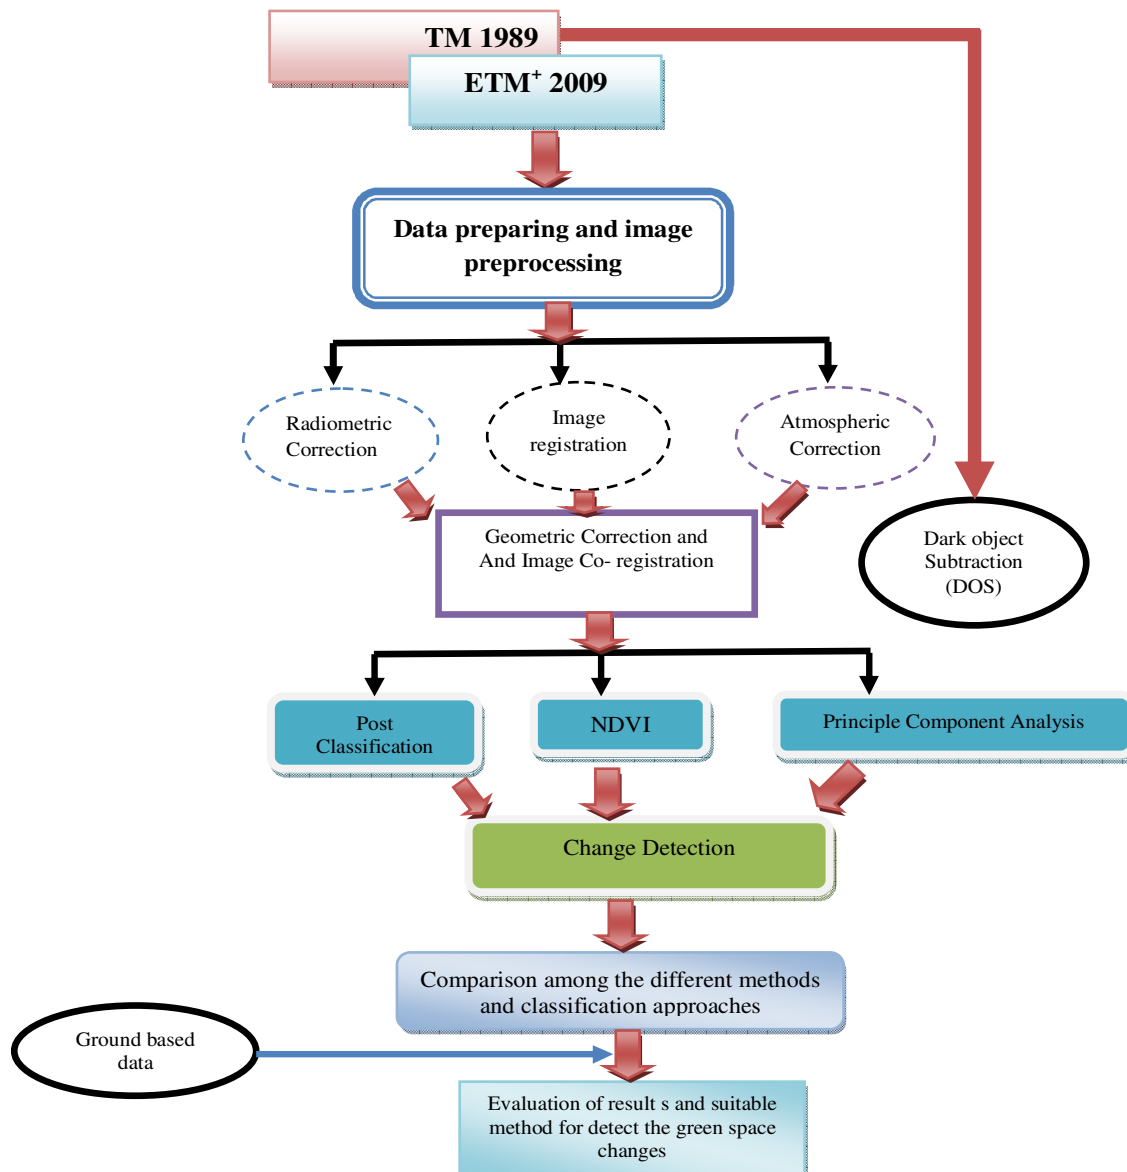 TM 1989
ETM+ 2009
Data preparing and image
preprocessing
Radiometric
Correction
Image
registration
Atmospheric
Correction
Geometric Correction and
And Image Co- registration
Dark object
Subtraction
(DOS)
Post
Classification
NDVI
Principle Component Analysis
Change Detection
Comparison among the different methods
and classification approaches
Ground based
data
Evaluation of result s and suitable
method for detect the green space
changes